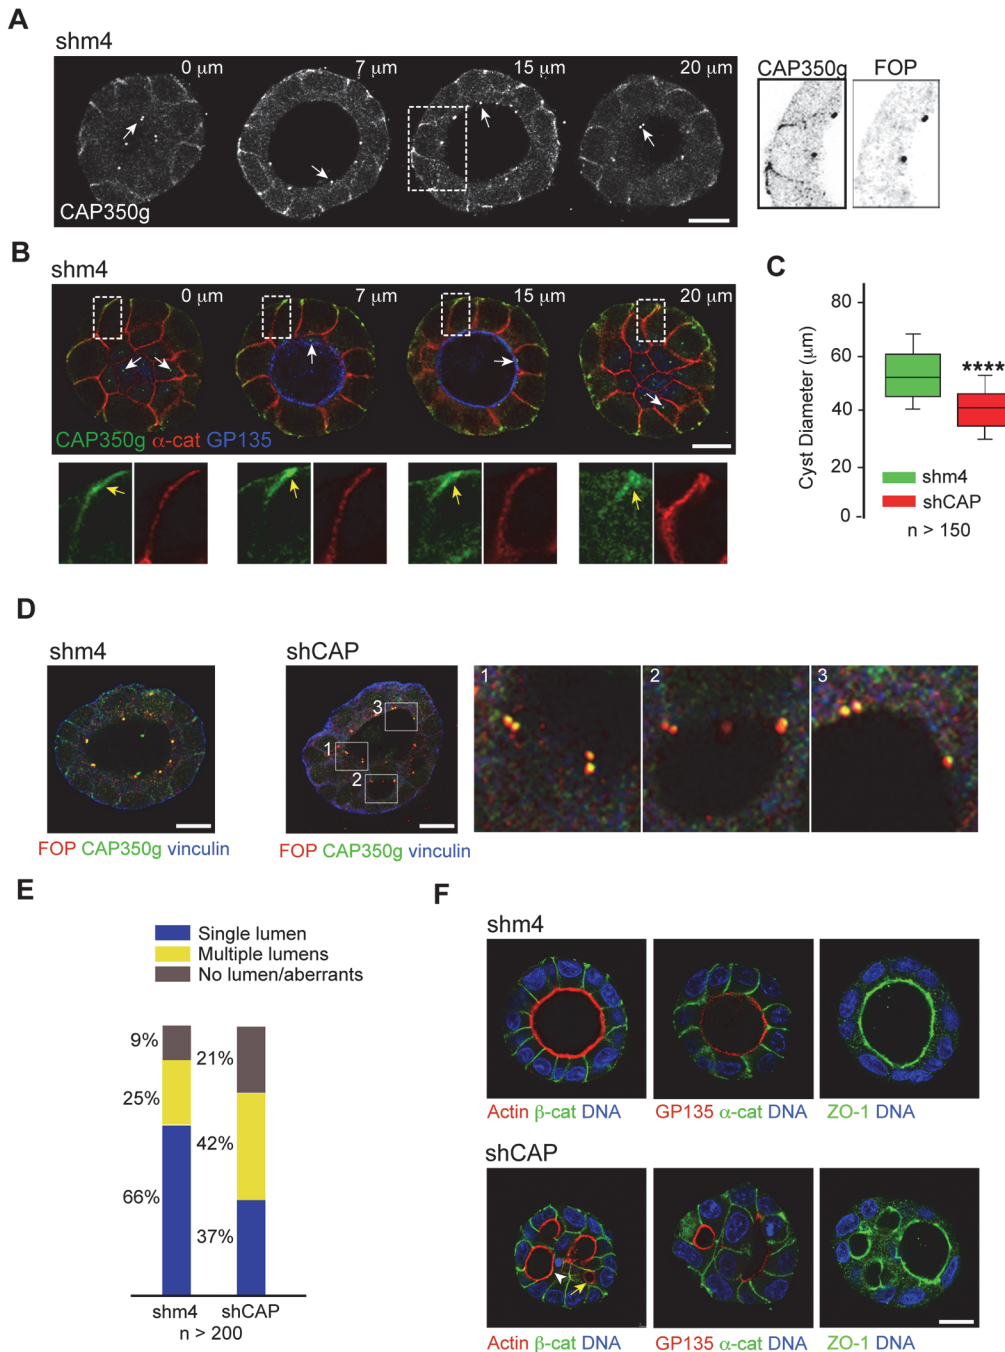 A
shm4
0 μm
7 μm
15 μm
20 μm
CAP350g
CAP350g
FOP
B
shm4
0 μm
7 μm
15 μm
20 μm
CAP350g α-cat GP135
C
Cyst Diameter (μm)
80
60
40
20
0
****
shm4
shCAP
n > 150
D
shm4
FOP CAP350g vinculin
shCAP
3
1
2
FOP CAP350g vinculin
1
2
3
E
Single lumen
Multiple lumens
No lumen/aberrants
9%
25%
66%
21%
42%
37%
shm4
shCAP
n > 200
F
shm4
Actin β-cat DNA
GP135 α-cat DNA
ZO-1 DNA
shCAP
Actin β-cat DNA
GP135 α-cat DNA
ZO-1 DNA